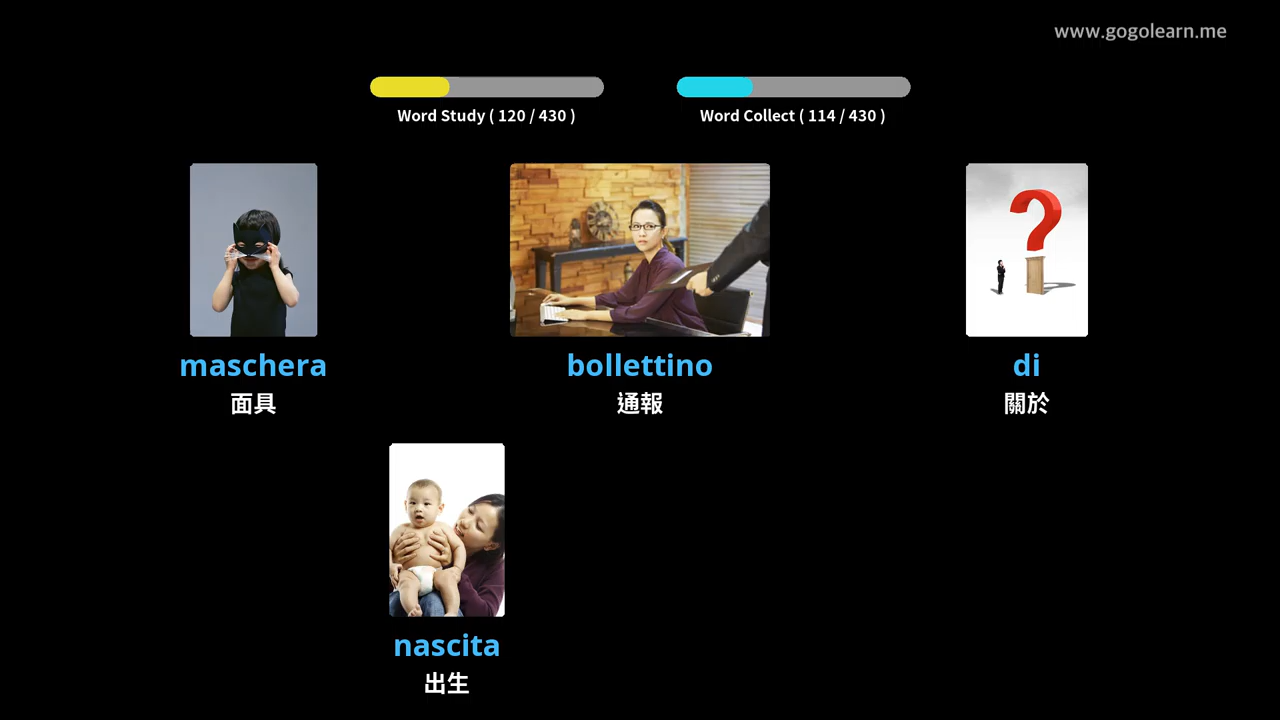 www.gogolearn.me
Word Study ( 120 / 430 )
Word Collect ( 114 / 430 )
maschera
面具
bollettino
通報
di
關於
nascita
出生